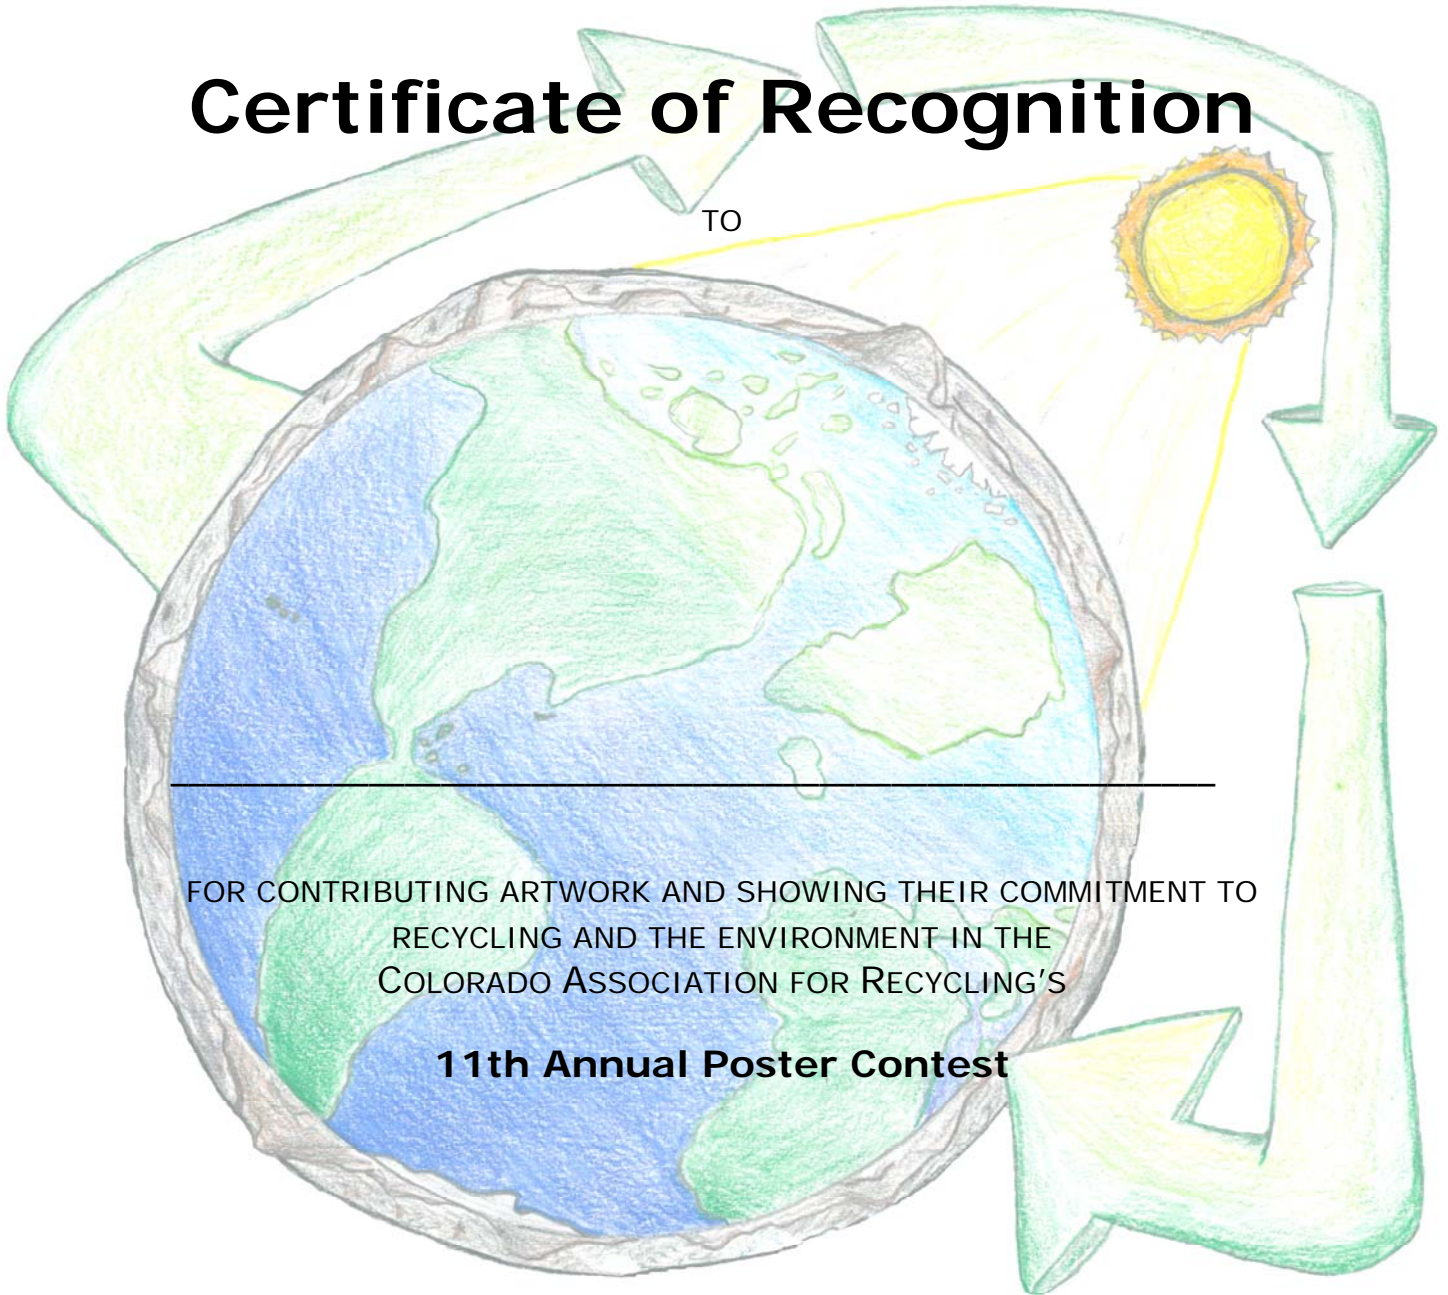 Certificate of Recognition
TO
FOR CONTRIBUTING ARTWORK AND SHOWING THEIR COMMITMENT TO
RECYCLING AND THE ENVIRONMENT IN THE
COLORADO ASSOCIATION FOR RECYCLING'S
11th Annual Poster Contest